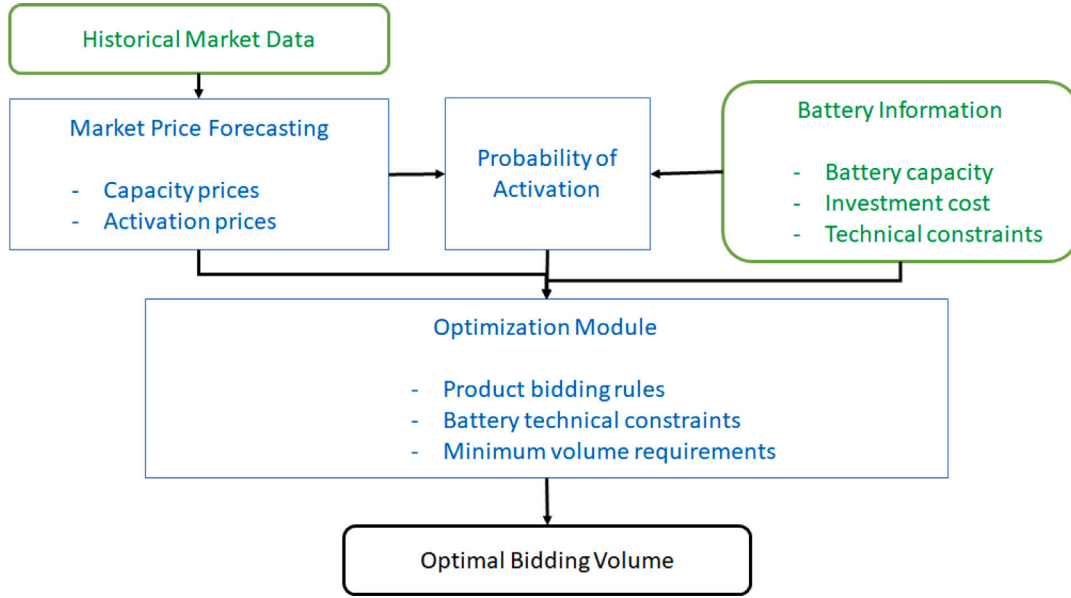 Historical Market Data
Market Price Forecasting
- Capacity prices
- Activation prices
Probability of
Activation
Battery Information
- Battery capacity
- Investment cost
- Technical constraints
Optimization Module
- Product bidding rules
- Battery technical constraints
- Minimum volume requirements
Optimal Bidding Volume